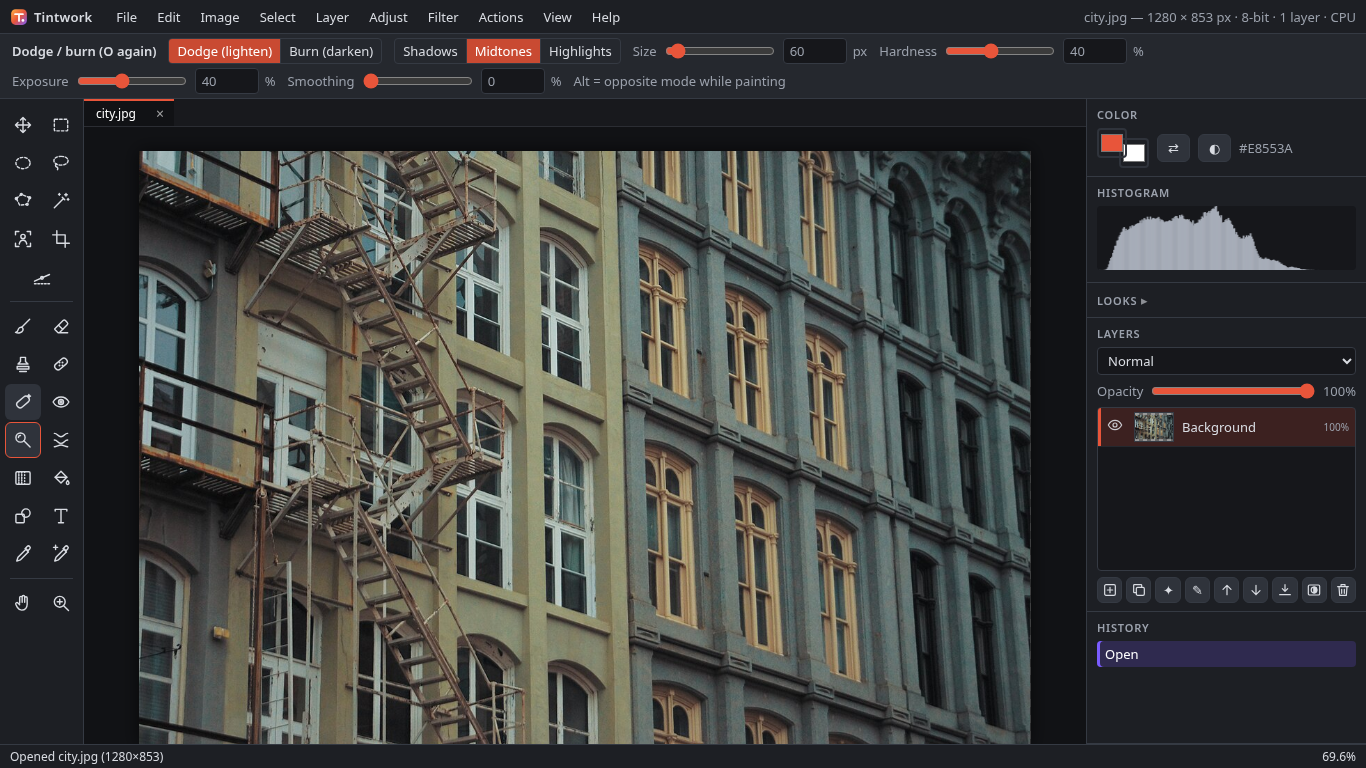 Tintwork File Edit Image Select Layer Adjust Filter Actions View Help city.jpg — 1280 × 853 px · 8-bit · 1 layer · CPU
Dodge / burn (O again) Dodge (lighten) Burn (darken) Shadows Midtones Highlights Size 60 px Hardness 40 %
Exposure 40 % Smoothing 0 % Alt = opposite mode while painting
city.jpg ×
COLOR
#E8553A
HISTOGRAM
LOOKS ▸
LAYERS
Normal
Opacity 100%
Background 100%
HISTORY
Open
Opened city.jpg (1280×853) 69.6%